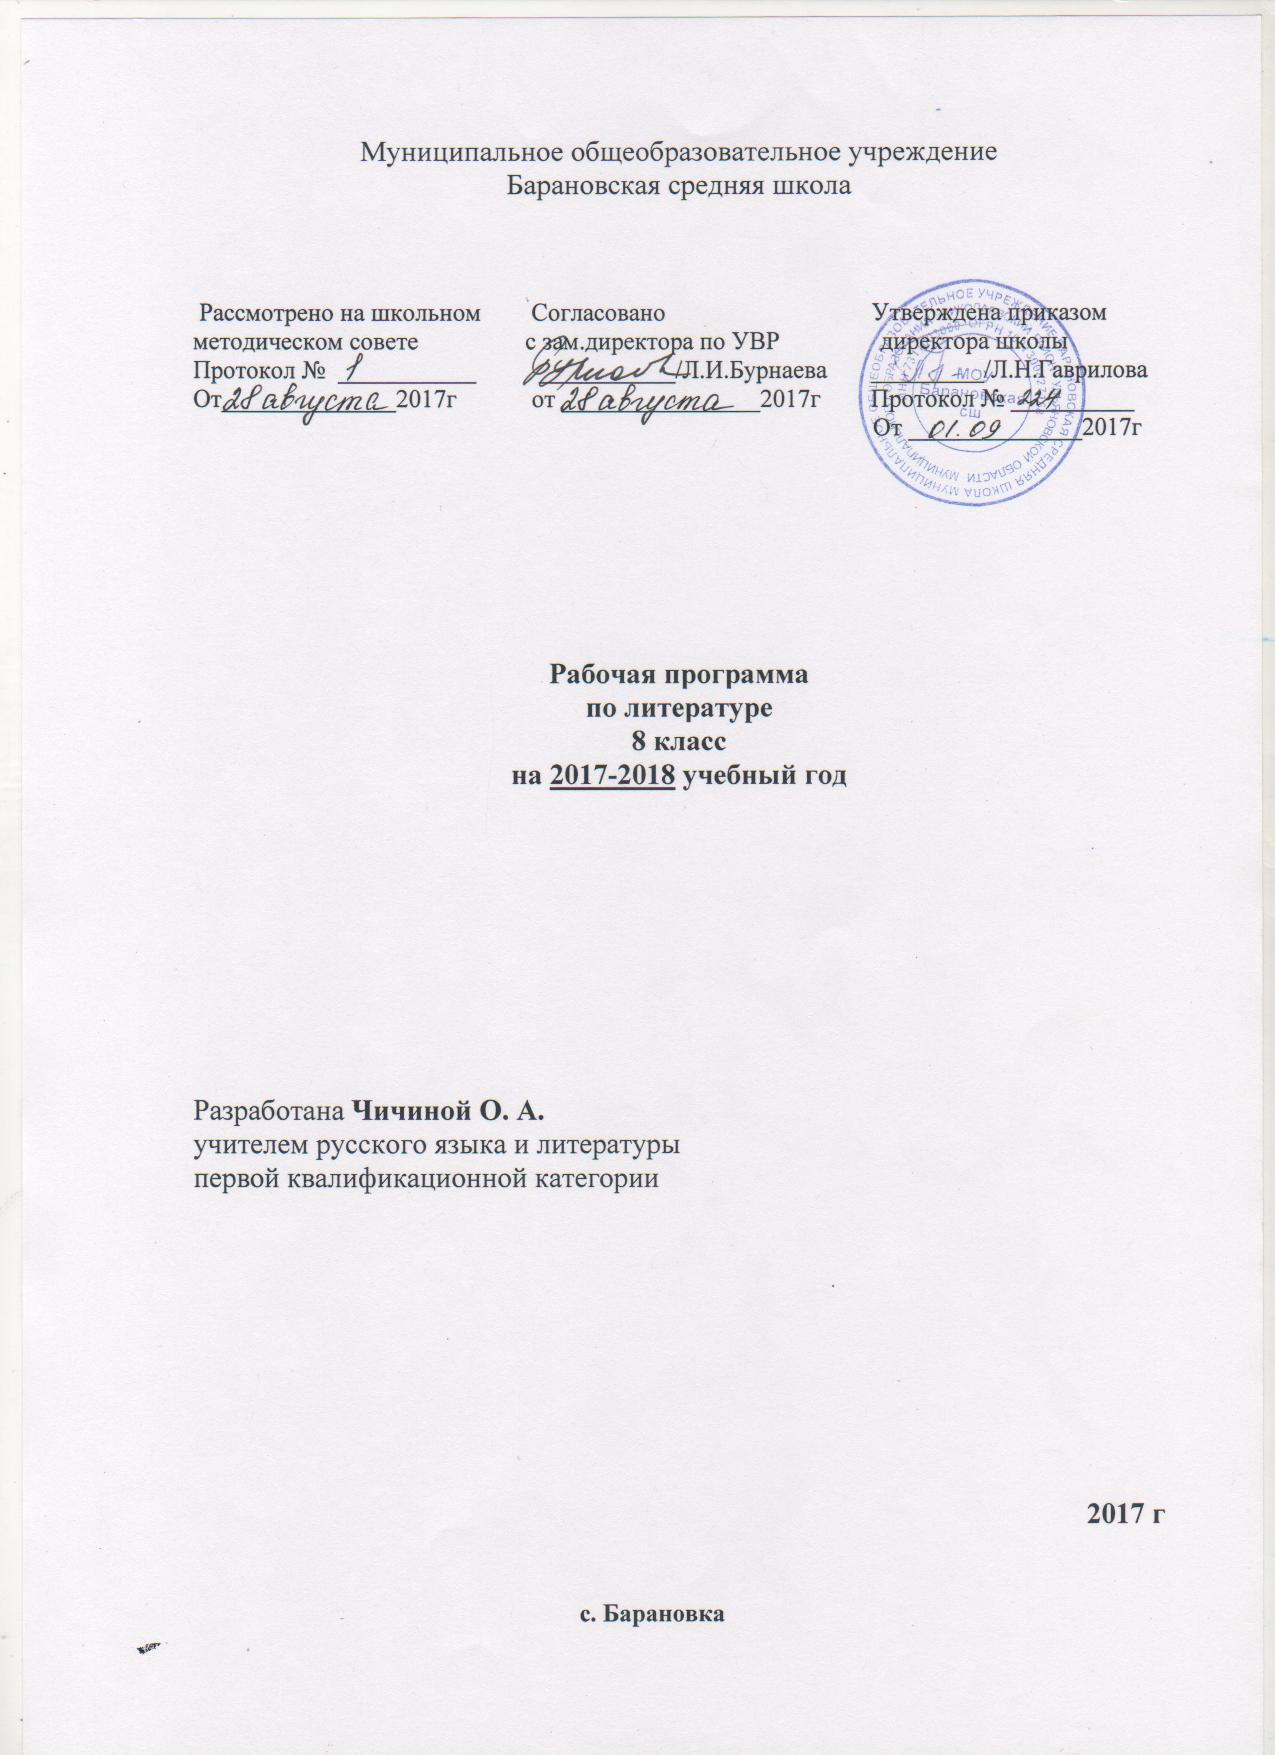 Муниципальное общеобразовательное учреждение
Барановская средняя школа
Рассмотрено на школьном
методическом совете
Протокол № 1
От 28 августа 2017г
Согласовано
с зам.директора по УВР
/Л.И.Бурнаева
от 28 августа 2017г
Утверждена приказом
директора школы
/Л.Н.Гаврилова
Протокол № 224
От 01.09 2017г
МОУ
Барановская
СШ
Рабочая программа
по литературе
8 класс
на 2017-2018 учебный год
Разработана Чичиной О. А.
учителем русского языка и литературы
первой квалификационной категории
2017 г
с. Барановка